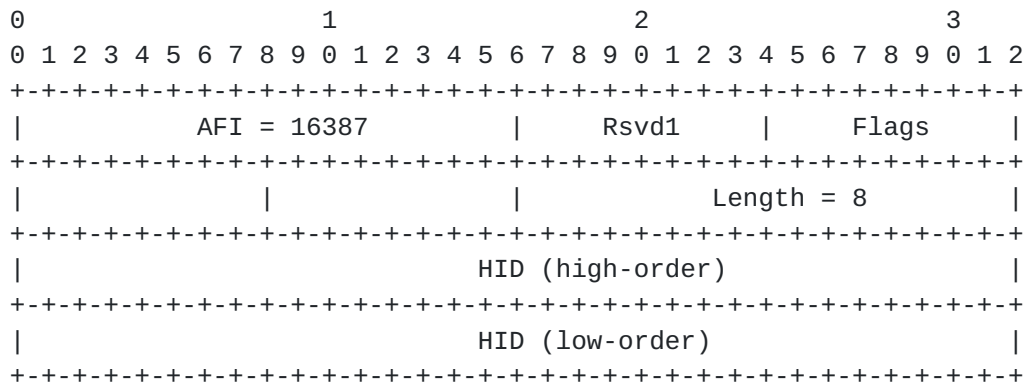 0                   1                   2                   3
0 1 2 3 4 5 6 7 8 9 0 1 2 3 4 5 6 7 8 9 0 1 2 3 4 5 6 7 8 9 0 1 2
+-+-+-+-+-+-+-+-+-+-+-+-+-+-+-+-+-+-+-+-+-+-+-+-+-+-+-+-+-+-+-+-+
|           AFI = 16387         |     Rsvd1     |     Flags     |
+-+-+-+-+-+-+-+-+-+-+-+-+-+-+-+-+-+-+-+-+-+-+-+-+-+-+-+-+-+-+-+-+
|               |               |            Length = 8         |
+-+-+-+-+-+-+-+-+-+-+-+-+-+-+-+-+-+-+-+-+-+-+-+-+-+-+-+-+-+-+-+-+
|                             HID (high-order)                  |
+-+-+-+-+-+-+-+-+-+-+-+-+-+-+-+-+-+-+-+-+-+-+-+-+-+-+-+-+-+-+-+-+
|                             HID (low-order)                   |
+-+-+-+-+-+-+-+-+-+-+-+-+-+-+-+-+-+-+-+-+-+-+-+-+-+-+-+-+-+-+-+-+